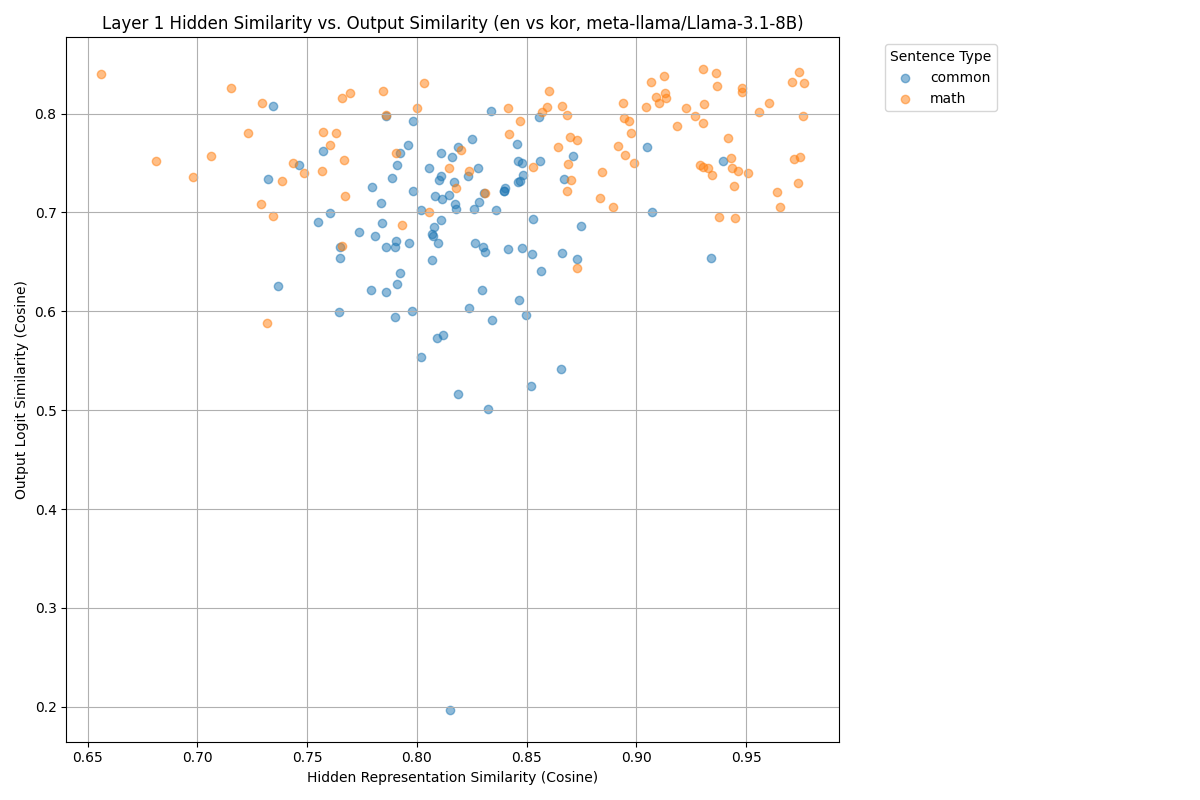 Layer 1 Hidden Similarity vs. Output Similarity (en vs kor, meta-llama/Llama-3.1-8B)
Sentence Type
common
math
Output Logit Similarity (Cosine)
0.8
0.7
0.6
0.5
0.4
0.3
0.2
0.65 0.70 0.75 0.80 0.85 0.90 0.95
Hidden Representation Similarity (Cosine)